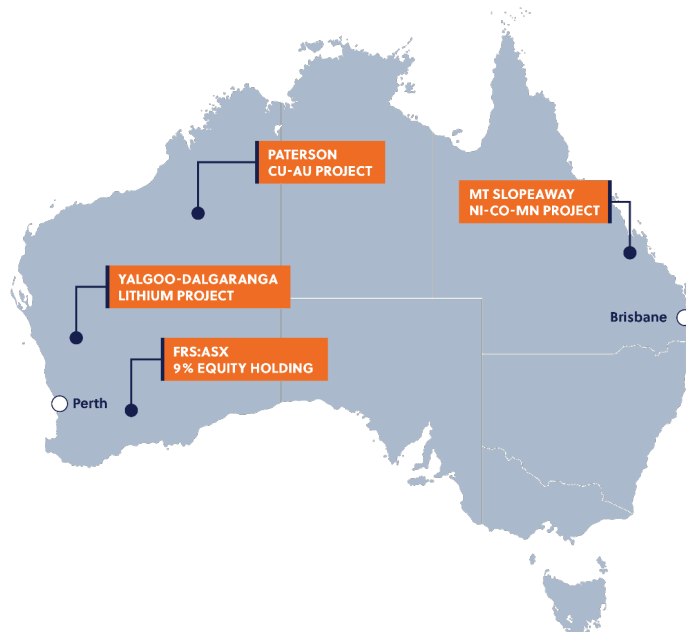 PATERSON
CU-AU PROJECT
MT SLOPEAWAY
NI-CO-MN PROJECT
YALGOO-DALGARANGA
LITHIUM PROJECT
Brisbane
FRS:ASX
9% EQUITY HOLDING
Perth